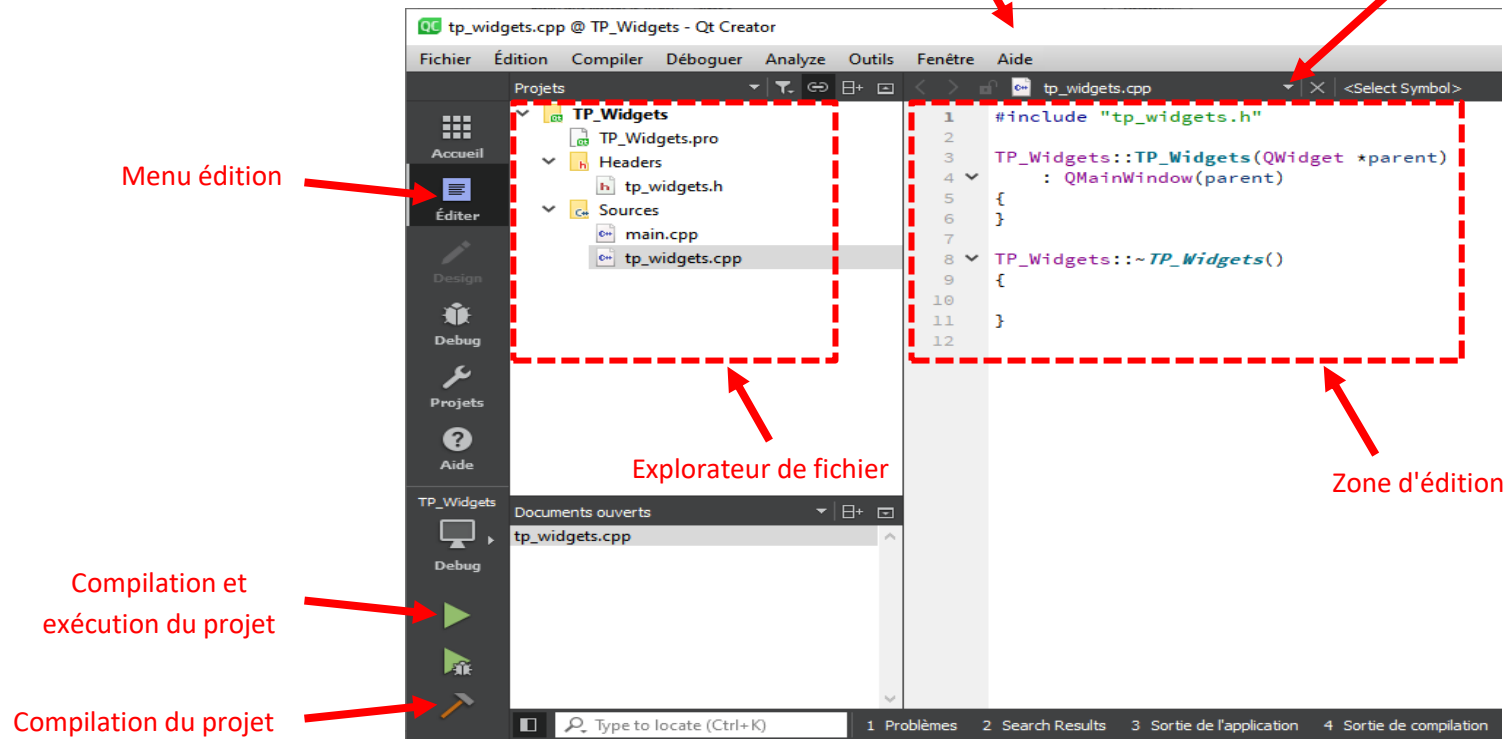 tp_widgets.cpp @ TP_Widgets - Qt Creator
Fichier Édition Compiler Déboguer Analyze Outils Fenêtre Aide
Projets
tp_widgets.cpp
<Select Symbol>
Accueil
Éditer
Design
Debug
Projets
Aide
TP_Widgets
Debug
TP_Widgets
TP_Widgets.pro
Headers
tp_widgets.h
Sources
main.cpp
tp_widgets.cpp
1 #include "tp_widgets.h"
2
3 TP_Widgets::TP_Widgets(QWidget *parent)
4 : QMainWindow(parent)
5 {
6 }
7
8 TP_Widgets::~TP_Widgets()
9 {
10
11 }
12
Menu édition
Explorateur de fichier
Zone d'édition
Documents ouverts
tp_widgets.cpp
Compilation et
exécution du projet
Compilation du projet
Type to locate (Ctrl+K)
1 Problèmes 2 Search Results 3 Sortie de l'application 4 Sortie de compilation